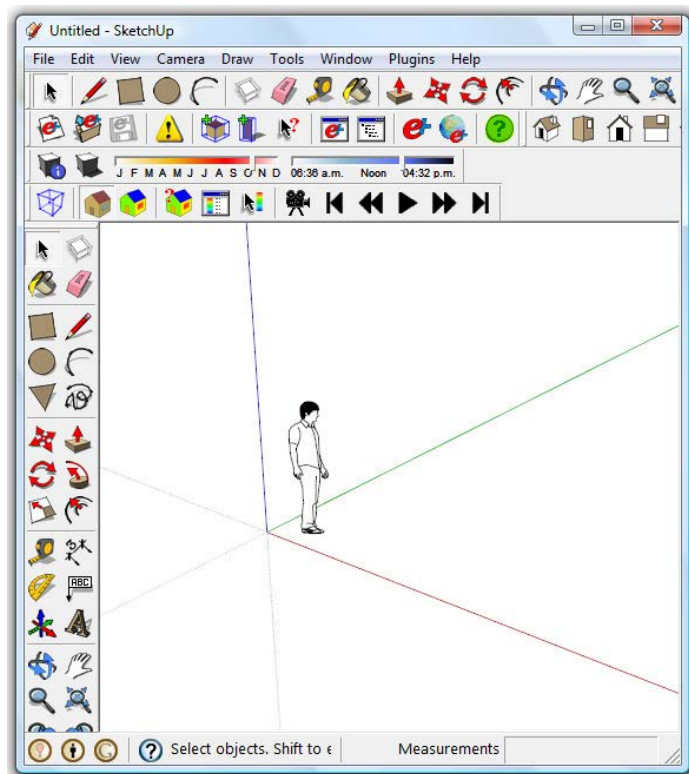 Untitled - SketchUp
File Edit View Camera Draw Tools Window Plugins Help
J F M A M J J A S O N D 06:36 a.m. Noon 04:32 p.m.
ABC
Select objects. Shift to e
Measurements